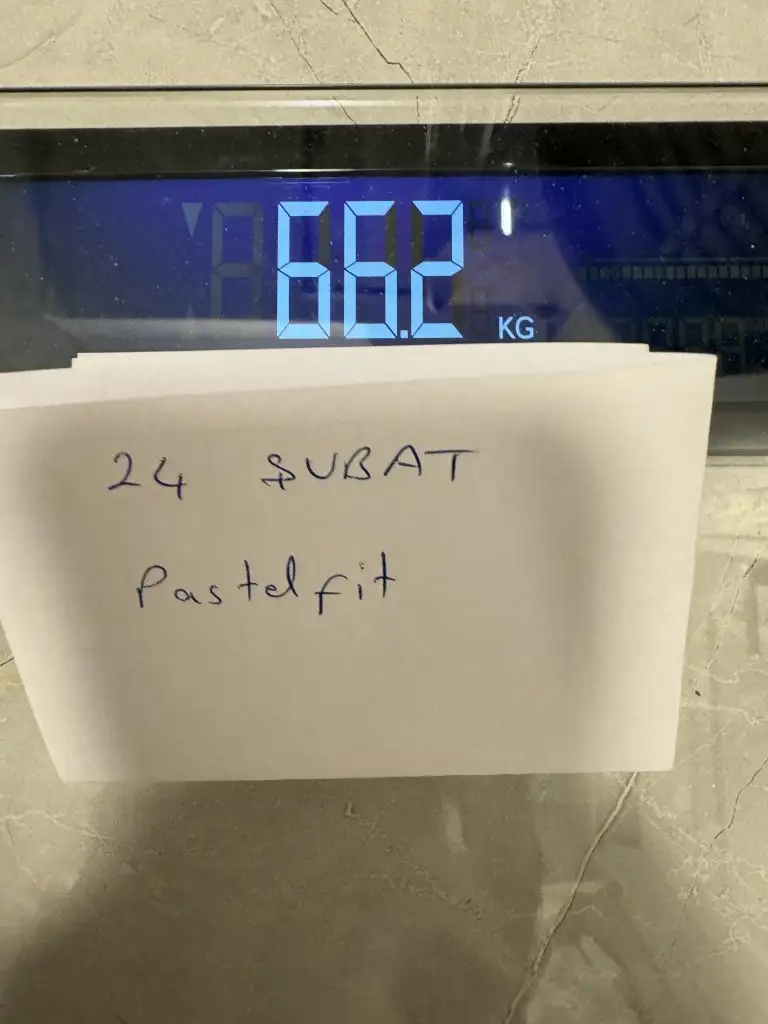 66.2 KG
24 ŞUBAT
Pastelfit